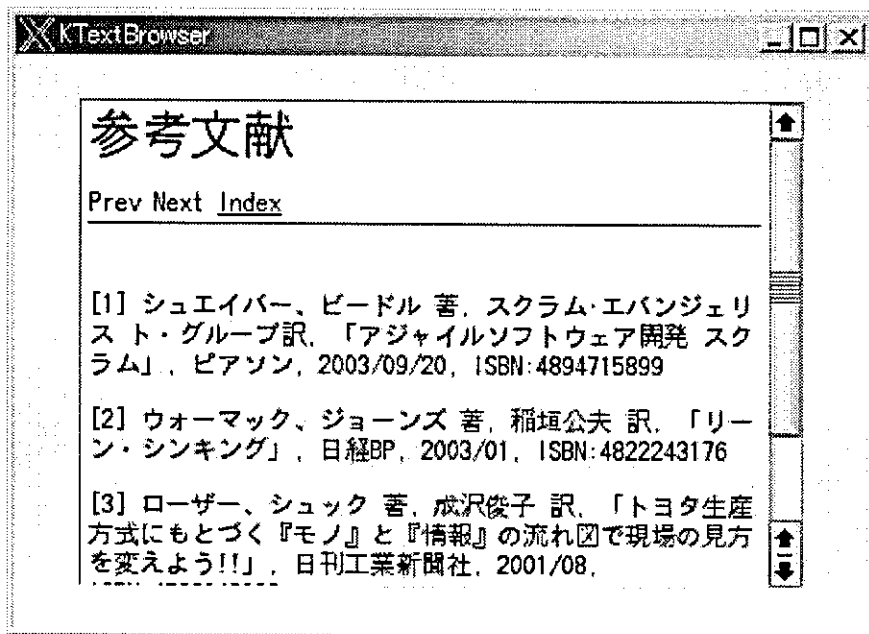 KTextBrowser
参考文献
Prev Next Index
[1] シュエイバー、ビードル 著, スクラム・エバンジェリ
ス ト・グループ訳, 「アジャイルソフトウェア開発 スク
ラム」, ピアソン, 2003/09/20, ISBN:4894715899
[2] ウォーマック、ジョーンズ 著, 稲垣公夫 訳, 「リー
ン・シンキング」, 日経BP, 2003/01, ISBN:4822243176
[3] ローザー、シュック 著, 成沢俊子 訳, 「トヨタ生産
方式にもとづく『モノ』と『情報』の流れ図で現場の見方
を変えよう!!」, 日刊工業新聞社, 2001/08,